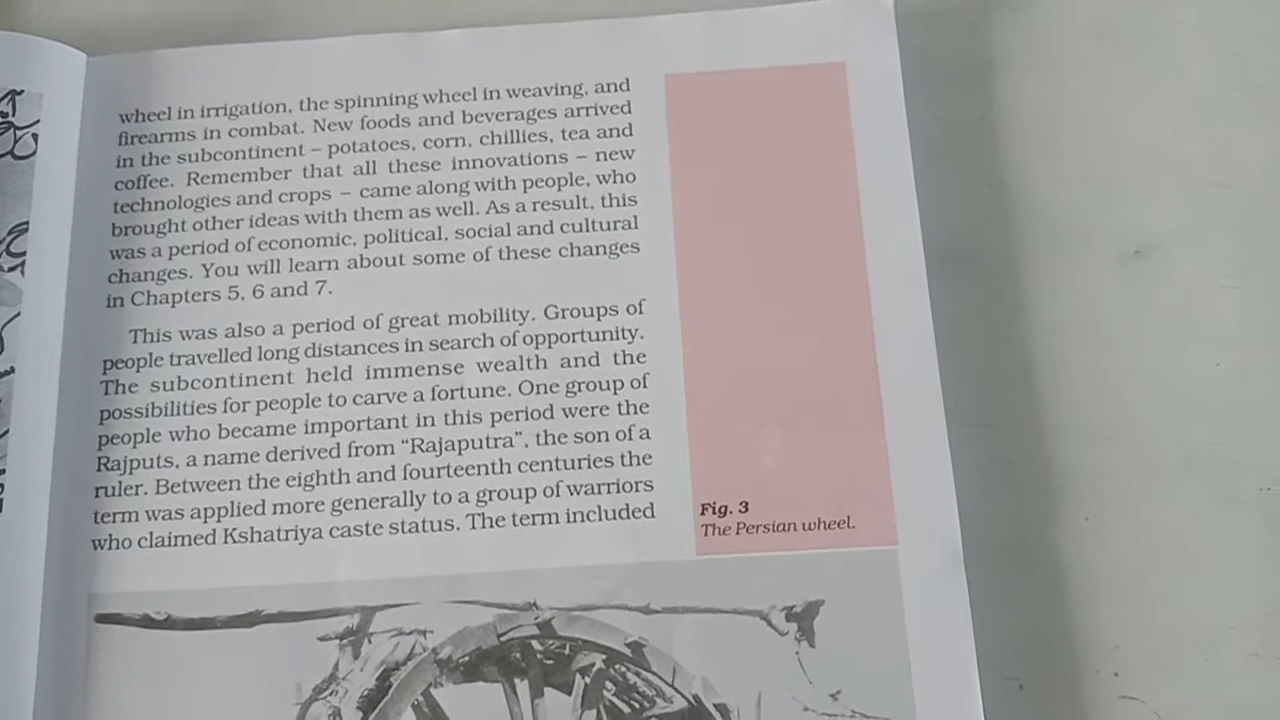 wheel in irrigation, the spinning wheel in weaving, and
firearms in combat. New foods and beverages arrived
in the subcontinent – potatoes, corn, chillies, tea and
coffee. Remember that all these innovations – new
technologies and crops – came along with people, who
brought other ideas with them as well. As a result, this
was a period of economic, political, social and cultural
changes. You will learn about some of these changes
in Chapters 5, 6 and 7.
This was also a period of great mobility. Groups of
people travelled long distances in search of opportunity.
The subcontinent held immense wealth and the
possibilities for people to carve a fortune. One group of
people who became important in this period were the
Rajputs, a name derived from “Rajaputra”, the son of a
ruler. Between the eighth and fourteenth centuries the
term was applied more generally to a group of warriors
who claimed Kshatriya caste status. The term included
Fig. 3
The Persian wheel.